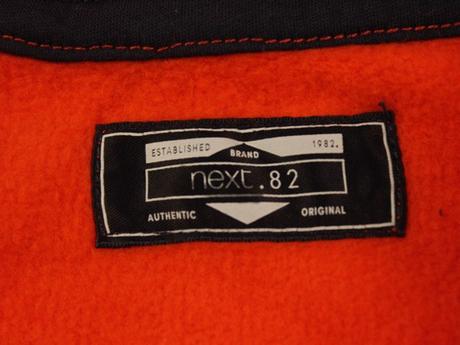 ESTABLISHED 1982.
BRAND
next.82
AUTHENTIC ORIGINAL